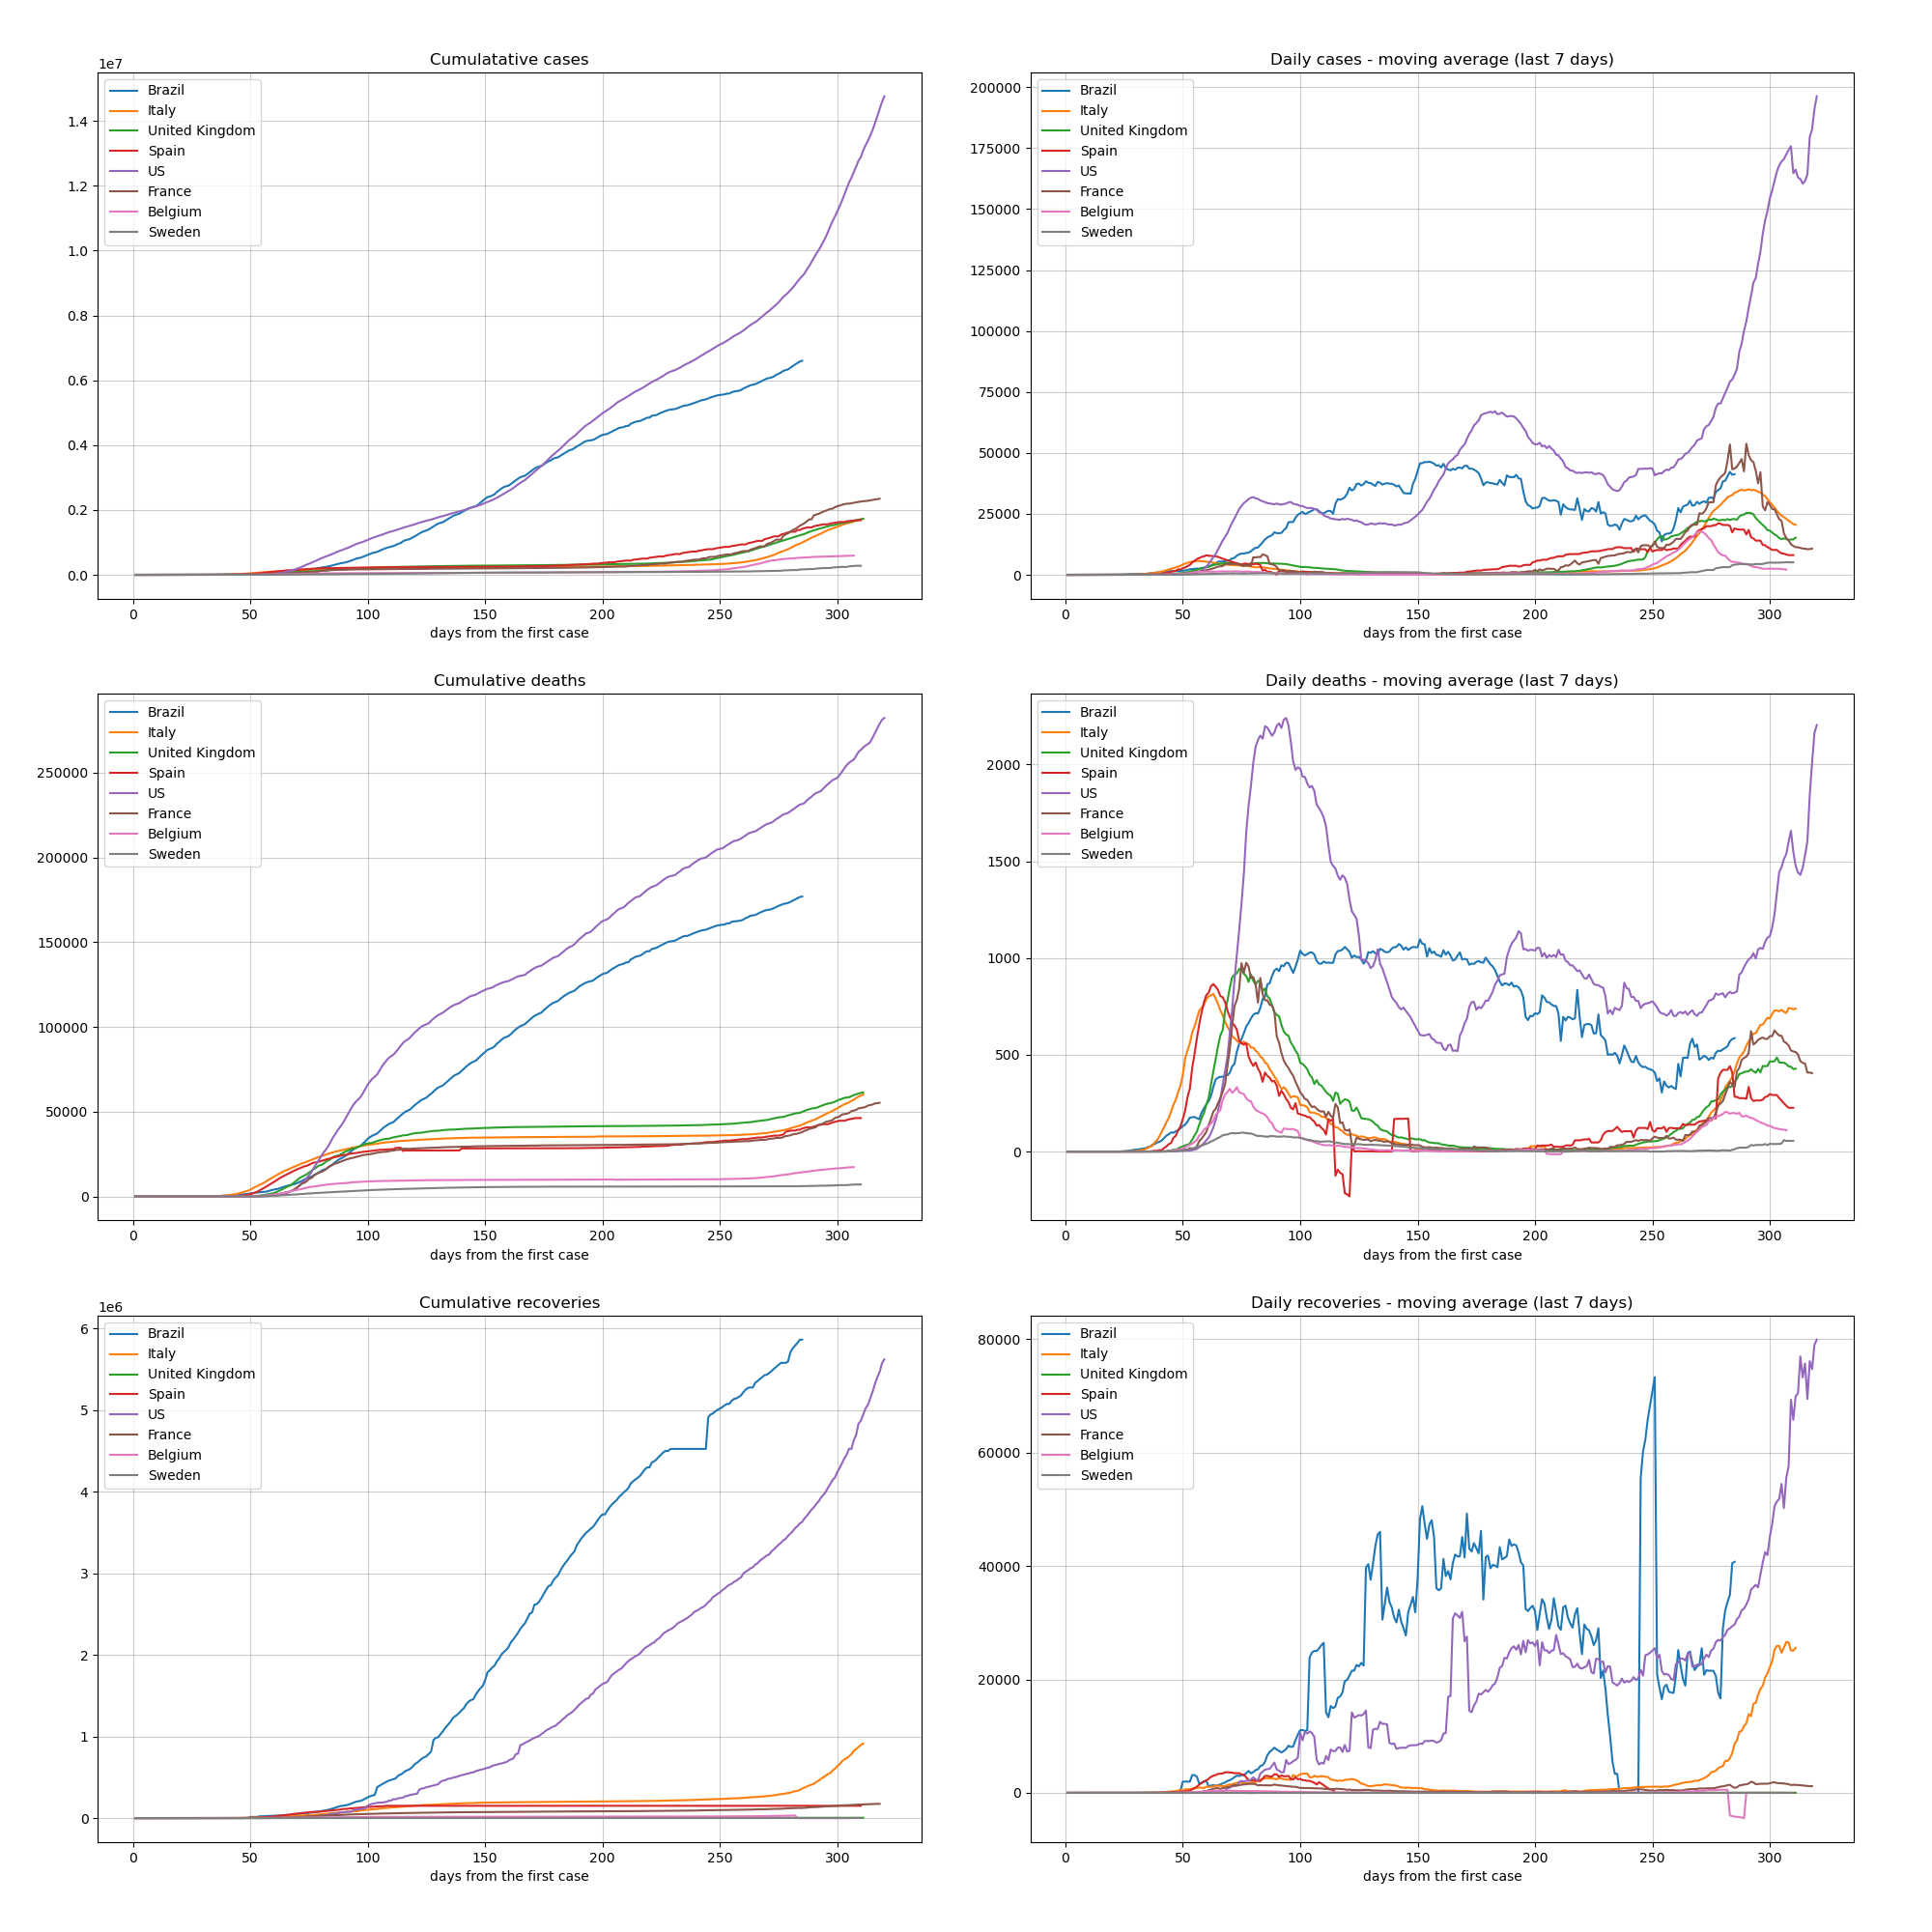 Cumulatative cases
1e7
1.4
1.2
1.0
0.8
0.6
0.4
0.2
0.0
Brazil
Italy
United Kingdom
Spain
US
France
Belgium
Sweden
0 50 100 150 200 250 300
days from the first case
Daily cases - moving average (last 7 days)
200000
175000
150000
125000
100000
75000
50000
25000
0
Brazil
Italy
United Kingdom
Spain
US
France
Belgium
Sweden
0 50 100 150 200 250 300
days from the first case
Cumulative deaths
250000
200000
150000
100000
50000
0
Brazil
Italy
United Kingdom
Spain
US
France
Belgium
Sweden
0 50 100 150 200 250 300
days from the first case
Daily deaths - moving average (last 7 days)
2000
1500
1000
500
0
Brazil
Italy
United Kingdom
Spain
US
France
Belgium
Sweden
0 50 100 150 200 250 300
days from the first case
Cumulative recoveries
1e6
6
5
4
3
2
1
0
Brazil
Italy
United Kingdom
Spain
US
France
Belgium
Sweden
0 50 100 150 200 250 300
days from the first case
Daily recoveries - moving average (last 7 days)
80000
60000
40000
20000
0
Brazil
Italy
United Kingdom
Spain
US
France
Belgium
Sweden
0 50 100 150 200 250 300
days from the first case